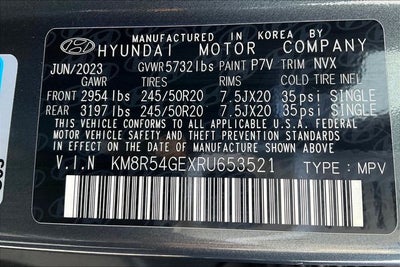 MANUFACTURED IN KOREA BY
HYUNDAI MOTOR COMPANY
JUN/2023 GVWR5732lbs PAINT P7V TRIM NVX
GAWR TIRES RIMS COLD TIRE INFL
FRONT 2954 lbs 245/50R20 7.5JX20 35psi SINGLE
REAR 3197 lbs 245/50R20 7.5JX20 35psi SINGLE
THIS VEHICLE CONFORMS TO ALL APPLICABLE U.S.A. FEDERAL
MOTOR VEHICLE SAFETY, BUMPER, AND THEFT PREVENTION STANDARDS
IN EFFECT ON THE DATE OF MANUFACTURE SHOWN ABOVE.
V.I.N KM8R54GEXRU653521 TYPE : MPV